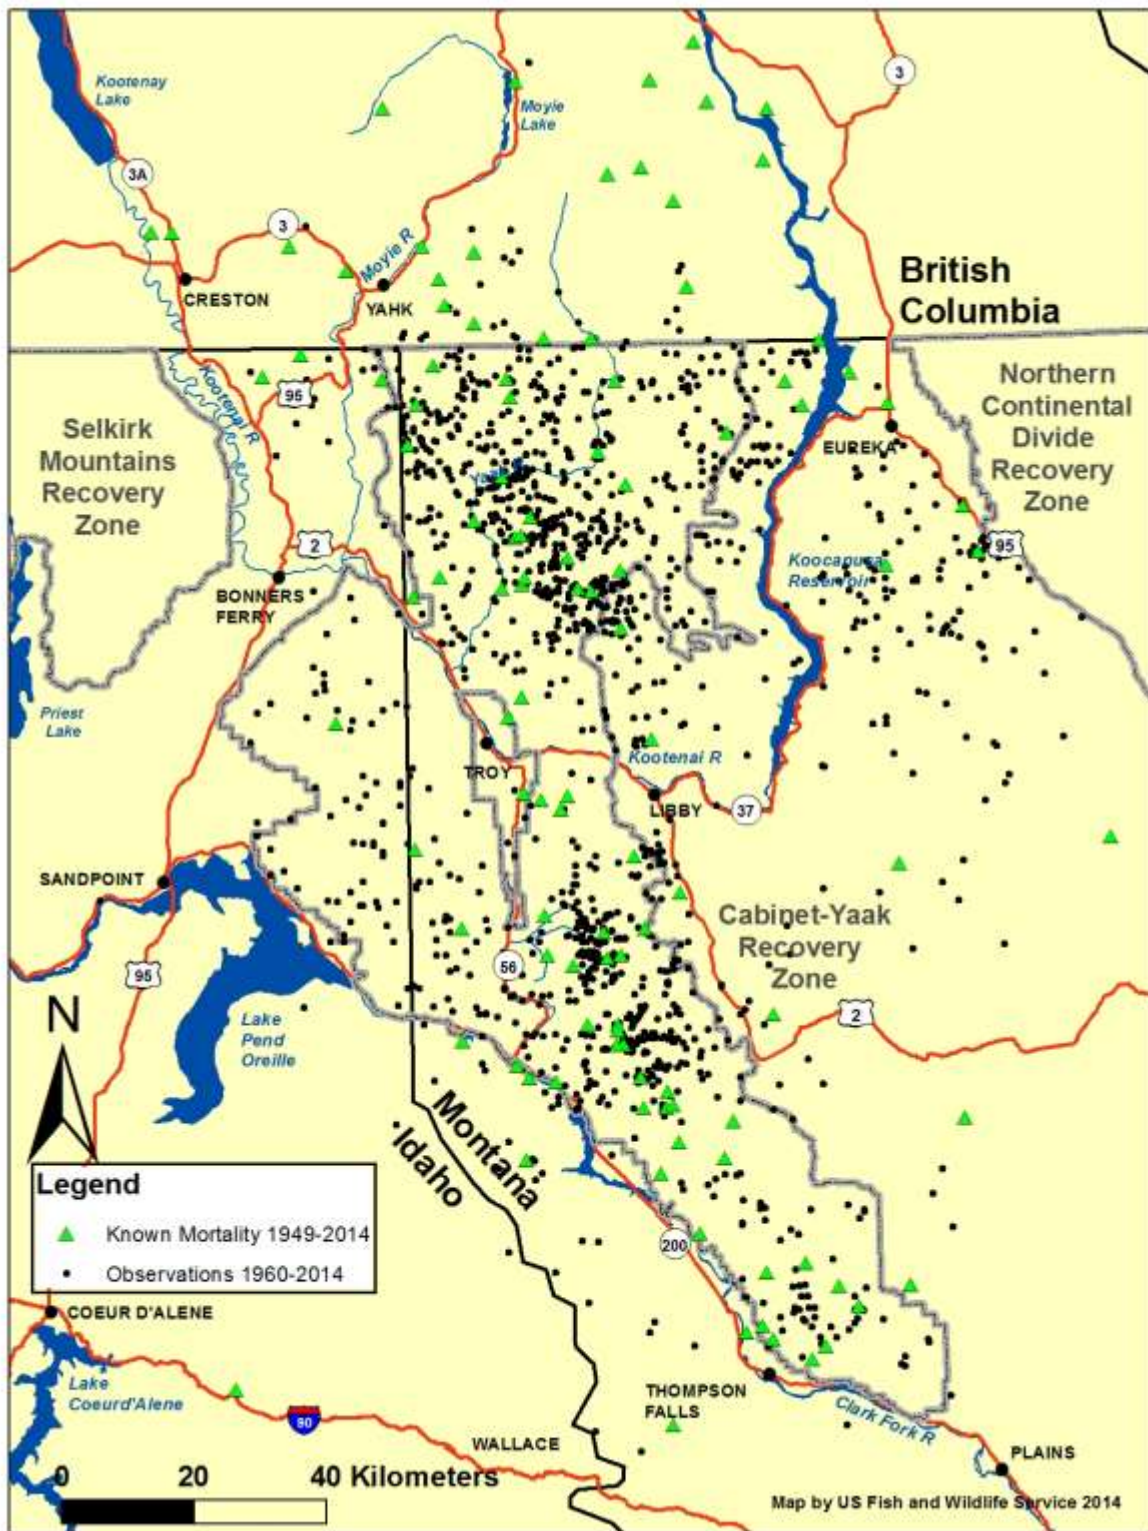 Kootenay
Lake
Moyie
Lake
3
3A
3
Moyie R
British
Columbia
CRESTON
YAHK
Kootenai R
95
Northern
Continental
Divide
Recovery
Zone
Selkirk
Mountains
Recovery
Zone
EUREKA
2
95
Koocanusa
Reservoir
BONNERS
FERRY
Priest
Lake
TROY
Kootenai R
LIBBY
37
SANDPOINT
Cabinet-Yaak
Recovery
Zone
56
95
2
N
Lake
Pend
Oreille
Montana
Idaho
Legend
Known Mortality 1949-2014
Observations 1960-2014
200
COEUR D'ALENE
Lake
Coeurd'Alene
THOMPSON
FALLS
Clark Fork R
90
WALLACE
PLAINS
0 20 40 Kilometers
Map by US Fish and Wildlife Service 2014